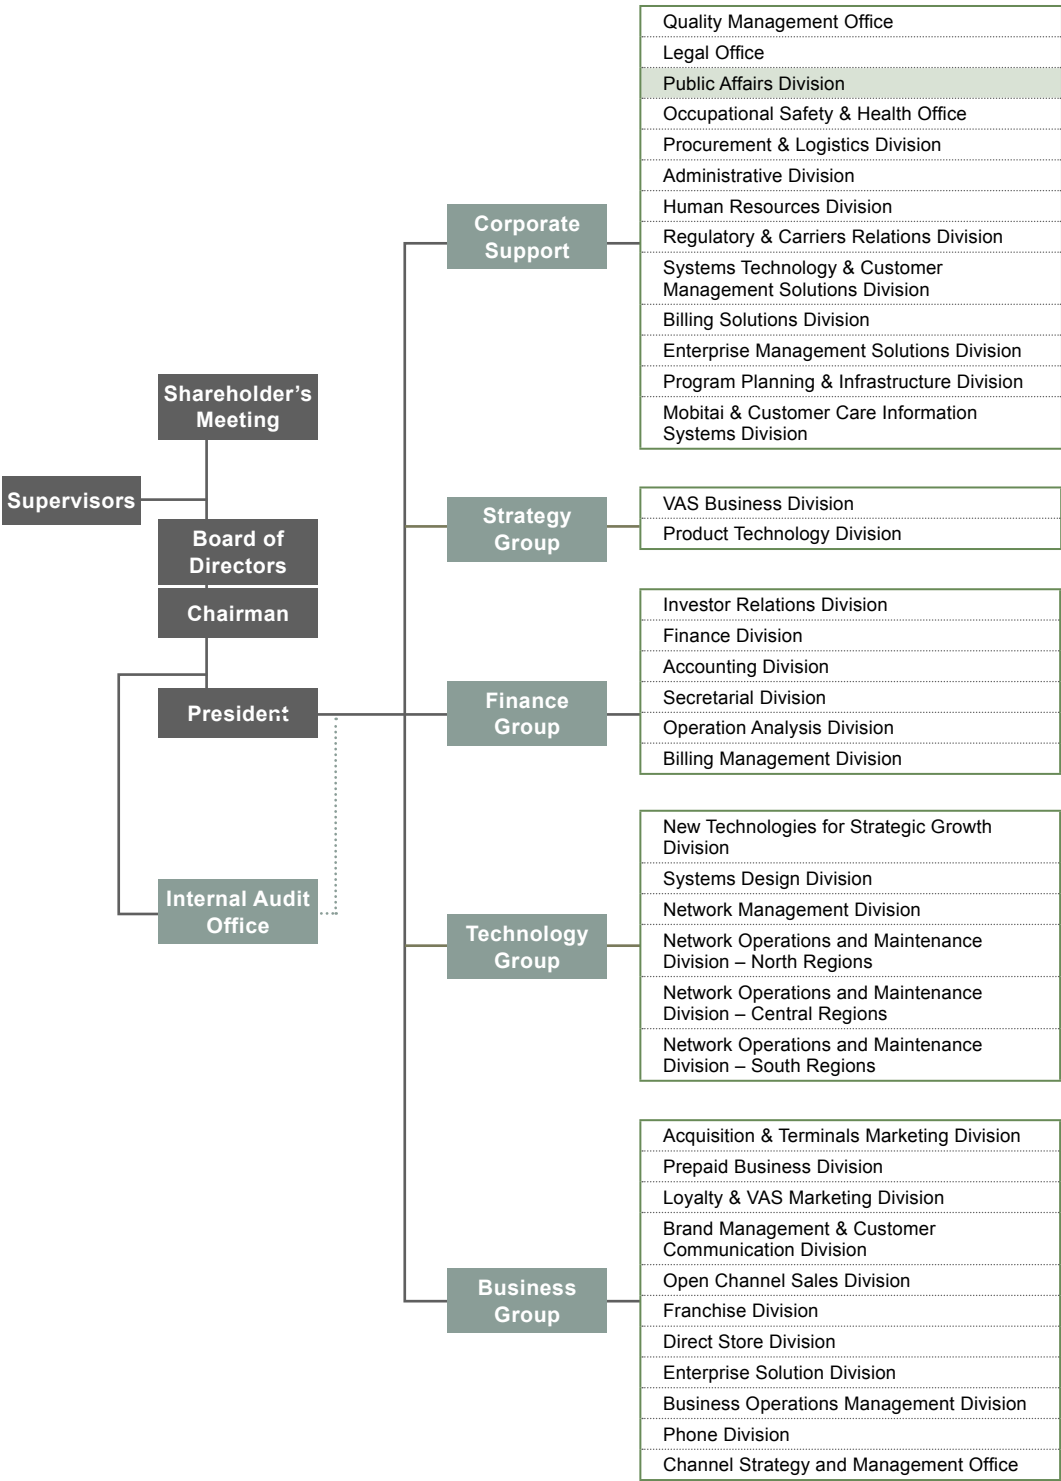 Shareholder’s
Meeting
Supervisors
Board of
Directors
Chairman
President
Internal Audit
Office
Corporate
Support
Quality Management Office
Legal Office
Public Affairs Division
Occupational Safety & Health Office
Procurement & Logistics Division
Administrative Division
Human Resources Division
Regulatory & Carriers Relations Division
Systems Technology & Customer
Management Solutions Division
Billing Solutions Division
Enterprise Management Solutions Division
Program Planning & Infrastructure Division
Mobitai & Customer Care Information
Systems Division
Strategy
Group
VAS Business Division
Product Technology Division
Finance
Group
Investor Relations Division
Finance Division
Accounting Division
Secretarial Division
Operation Analysis Division
Billing Management Division
Technology
Group
New Technologies for Strategic Growth
Division
Systems Design Division
Network Management Division
Network Operations and Maintenance
Division – North Regions
Network Operations and Maintenance
Division – Central Regions
Network Operations and Maintenance
Division – South Regions
Business
Group
Acquisition & Terminals Marketing Division
Prepaid Business Division
Loyalty & VAS Marketing Division
Brand Management & Customer
Communication Division
Open Channel Sales Division
Franchise Division
Direct Store Division
Enterprise Solution Division
Business Operations Management Division
Phone Division
Channel Strategy and Management Office